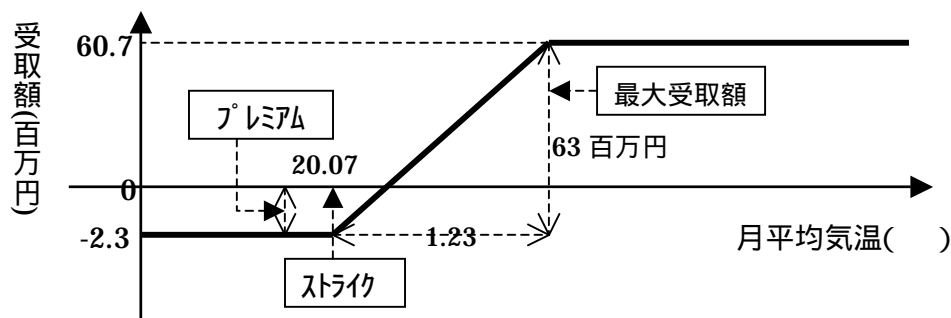 受取額(百万円)
60.7
最大受取額
プレミアム
63 百万円
20.07
0
-2.3
1.23
月平均気温(　)
ストライク